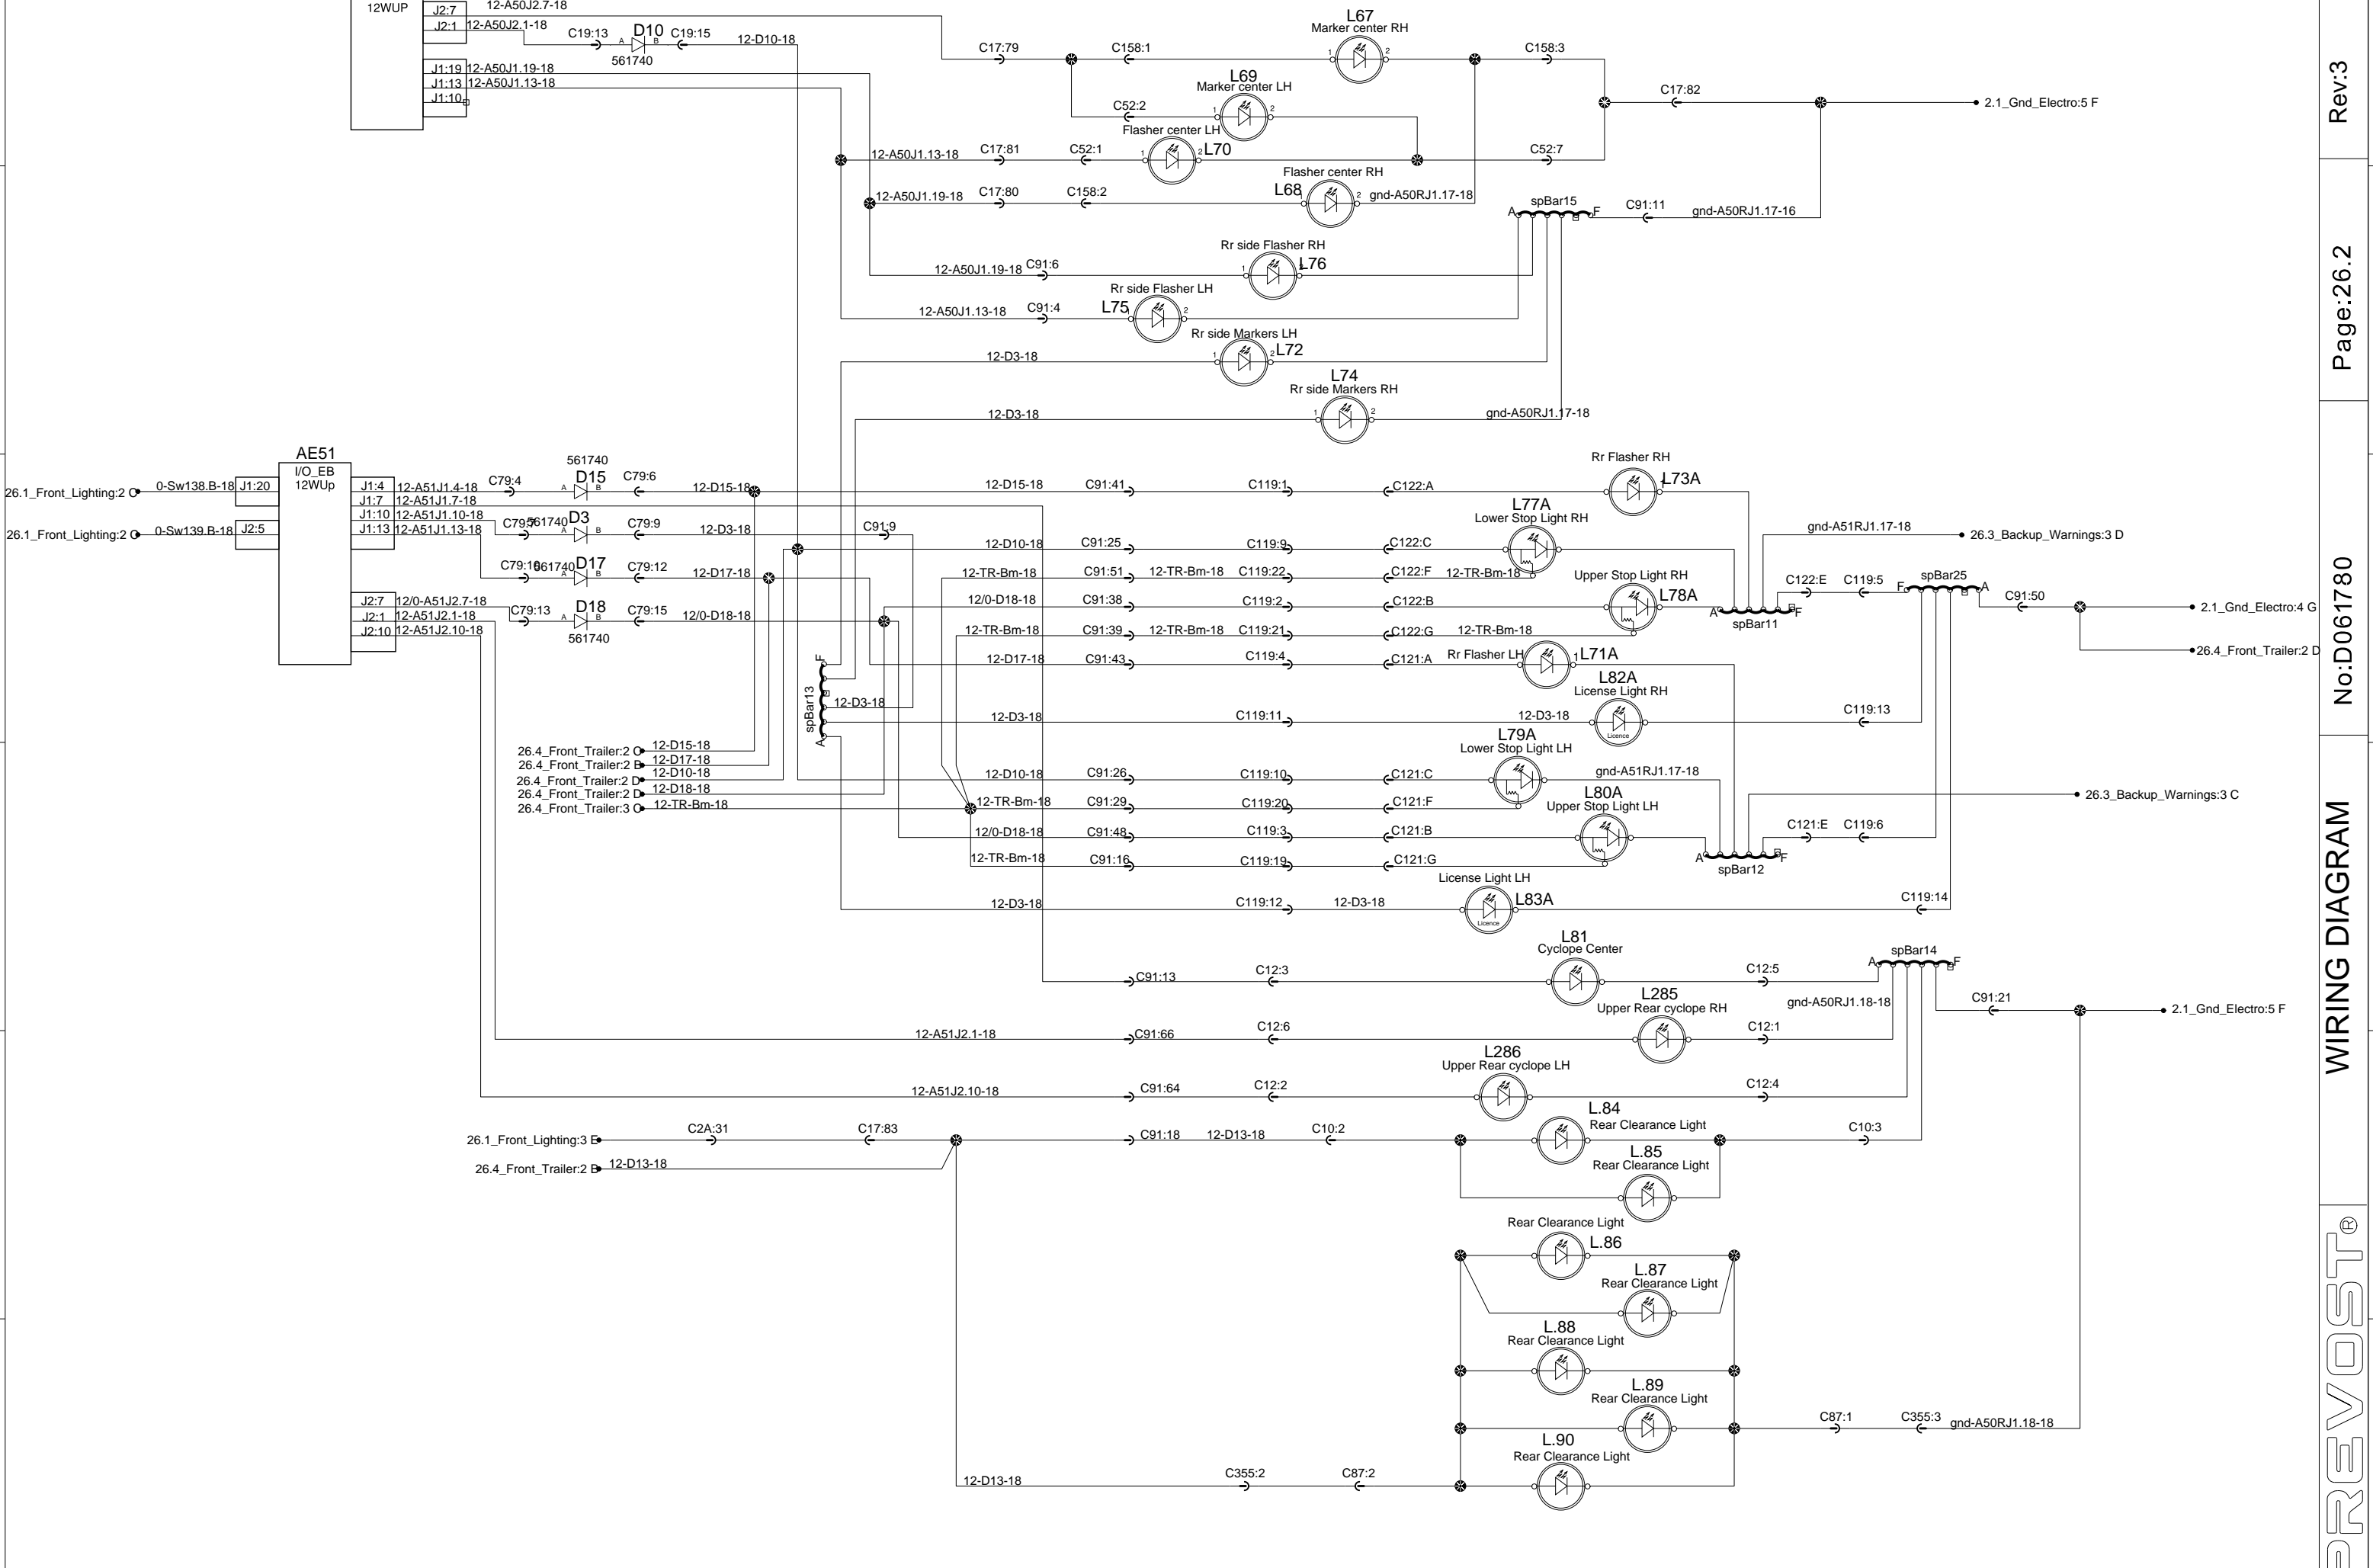 12WUP
J2:7
12-A50J2.7-18
J2:1
12-A50J2.1-18
C19:13
A
D10
B
561740
C19:15
12-D10-18
J1:19
12-A50J1.19-18
J1:13
12-A50J1.13-18
J1:10
C17:79
C158:1
L67
Marker center RH
1
2
C158:3
L69
Marker center LH
C52:2
1
2
C17:82
2.1_Gnd_Electro:5 F
Flasher center LH
12-A50J1.13-18
C17:81
C52:1
1
2
L70
C52:7
Flasher center RH
12-A50J1.19-18
C17:80
C158:2
L68
1
2
gnd-A50RJ1.17-18
spBar15
A
F
C91:11
gnd-A50RJ1.17-16
Rr side Flasher RH
12-A50J1.19-18
C91:6
1
L76
Rr side Flasher LH
12-A50J1.13-18
C91:4
L75
1
2
Rr side Markers LH
12-D3-18
1
2
L72
L74
Rr side Markers RH
12-D3-18
1
2
gnd-A50RJ1.17-18
AE51
I/O_EB
12WUp
26.1_Front_Lighting:2 C
0-Sw138.B-18
J1:20
26.1_Front_Lighting:2 C
0-Sw139.B-18
J2:5
J1:4
12-A51J1.4-18
J1:7
12-A51J1.7-18
J1:10
12-A51J1.10-18
J1:13
12-A51J1.13-18
J2:7
12/0-A51J2.7-18
J2:1
12-A51J2.1-18
J2:10
12-A51J2.10-18
C79:4
561740
D15
A
B
C79:6
12-D15-18
C79:7
561740
D3
A
B
C79:9
12-D3-18
C91:9
561740
D17
A
B
C79:12
12-D17-18
C79:13
D18
A
B
561740
C79:15
12/0-D18-18
Rr Flasher RH
12-D15-18
C91:41
C119:1
C122:A
L73A
L77A
Lower Stop Light RH
12-D10-18
C91:25
C119:9
C122:C
gnd-A51RJ1.17-18
26.3_Backup_Warnings:3 D
12-TR-Bm-18
C91:51
12-TR-Bm-18
C119:22
C122:F
12-TR-Bm-18
Upper Stop Light RH
L78A
12/0-D18-18
C91:38
C119:2
C122:B
A
F
spBar11
C122:E
C119:5
F
spBar25
A
C91:50
2.1_Gnd_Electro:4 G
26.4_Front_Trailer:2 D
12-TR-Bm-18
C91:39
12-TR-Bm-18
C119:21
C122:G
12-TR-Bm-18
12-D17-18
C91:43
C119:4
C121:A
Rr Flasher LH
1
L71A
F
spBar13
A
12-D3-18
L82A
License Light RH
Licence
12-D3-18
C119:11
12-D3-18
C119:13
26.4_Front_Trailer:2 C
12-D15-18
26.4_Front_Trailer:2 B
12-D17-18
26.4_Front_Trailer:2 D
12-D10-18
26.4_Front_Trailer:2 D
12-D18-18
26.4_Front_Trailer:3 C
12-TR-Bm-18
L79A
Lower Stop Light LH
12-D10-18
C91:26
C119:10
C121:C
gnd-A51RJ1.17-18
12-TR-Bm-18
C91:29
C119:20
C121:F
L80A
Upper Stop Light LH
26.3_Backup_Warnings:3 C
12/0-D18-18
C91:48
C119:3
C121:B
C121:E
C119:6
A
F
spBar12
12-TR-Bm-18
C91:16
C119:19
C121:G
License Light LH
12-D3-18
C119:12
12-D3-18
Licence
L83A
C119:14
L81
Cyclope Center
C91:13
C12:3
C12:5
spBar14
A
F
L285
Upper Rear cyclope RH
gnd-A50RJ1.18-18
C91:21
2.1_Gnd_Electro:5 F
12-A51J2.1-18
C91:66
C12:6
C12:1
L286
Upper Rear cyclope LH
12-A51J2.10-18
C91:64
C12:2
C12:4
26.1_Front_Lighting:3 E
C2A:31
C17:83
C91:18
12-D13-18
C10:2
L.84
Rear Clearance Light
C10:3
26.4_Front_Trailer:2 B
12-D13-18
L.85
Rear Clearance Light
Rear Clearance Light
L.86
L.87
Rear Clearance Light
L.88
Rear Clearance Light
L.89
Rear Clearance Light
C87:1
C355:3
gnd-A50RJ1.18-18
L.90
Rear Clearance Light
12-D13-18
C355:2
C87:2
Rev:3
Page:26.2
No:D061780
WIRING DIAGRAM
PREVOST®